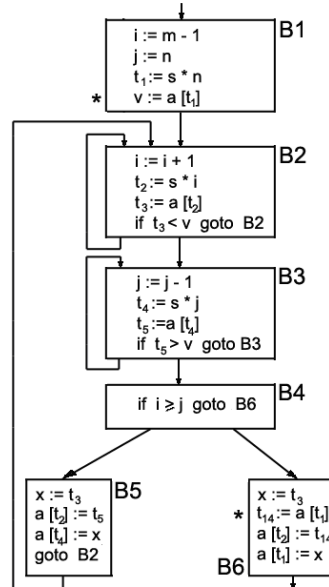 B1
i := m - 1
j := n
t₁:= s * n
* v := a [t₁]
B2
i := i + 1
t₂:= s * i
t₃:= a [t₂]
if t₃< v goto B2
B3
j := j - 1
t₄:= s * j
t₅:=a [t₄]
if t₅> v goto B3
B4
if i ⩾ j goto B6
B5
x := t₃
a [t₂] := t₅
a [t₄] := x
goto B2
x := t₃
* t₁₄:= a [t₁]
a [t₂] := t₁₄
a [t₁] := x
B6